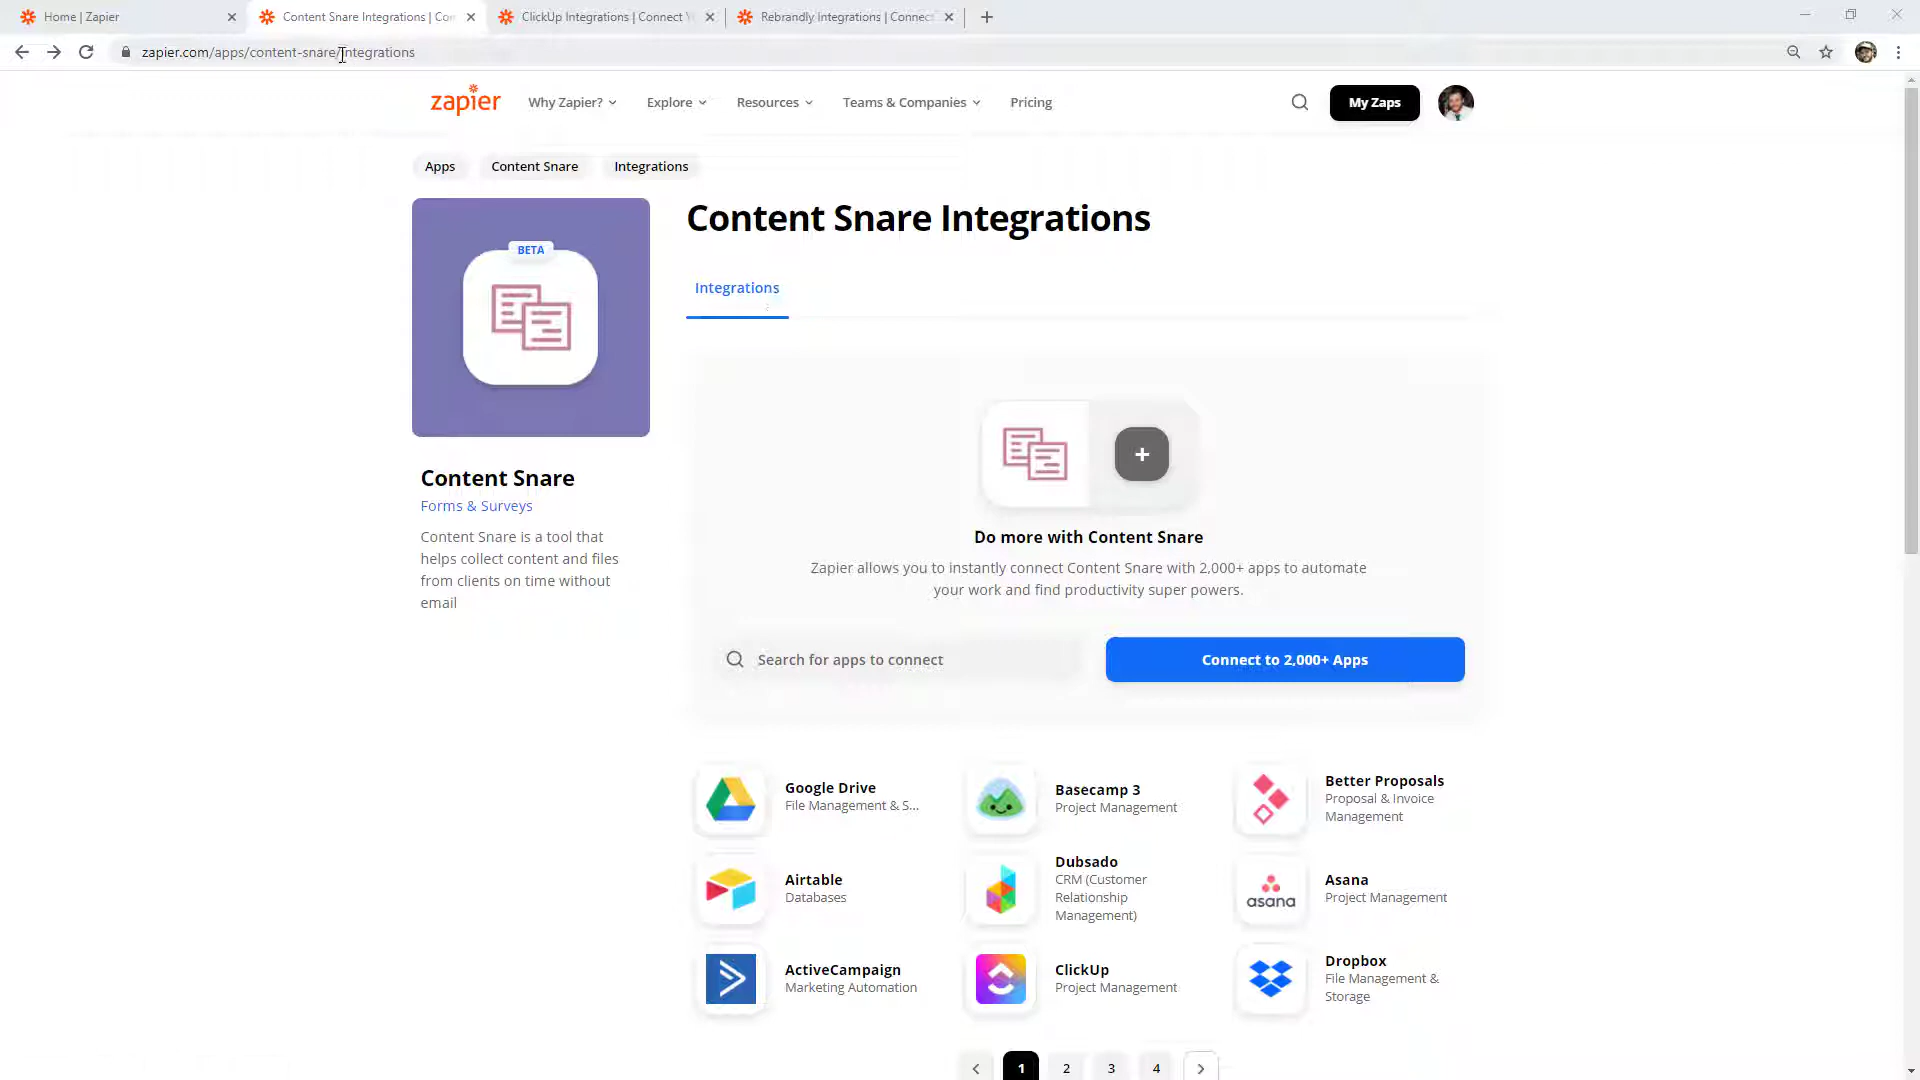 Home | Zapier
Content Snare Integrations | Con
ClickUp Integrations | Connect Y
Rebrandly Integrations | Connect
zapier.com/apps/content-snare/integrations
zapier
Why Zapier?
Explore
Resources
Teams & Companies
Pricing
My Zaps
Apps
Content Snare
Integrations
BETA
Content Snare
Forms & Surveys
Content Snare is a tool that
helps collect content and files
from clients on time without
email
Content Snare Integrations
Integrations
Do more with Content Snare
Zapier allows you to instantly connect Content Snare with 2,000+ apps to automate
your work and find productivity super powers.
Search for apps to connect
Connect to 2,000+ Apps
Google Drive
File Management & S...
Basecamp 3
Project Management
Better Proposals
Proposal & Invoice
Management
Airtable
Databases
Dubsado
CRM (Customer
Relationship
Management)
asana
Asana
Project Management
ActiveCampaign
Marketing Automation
ClickUp
Project Management
Dropbox
File Management &
Storage
1
2
3
4